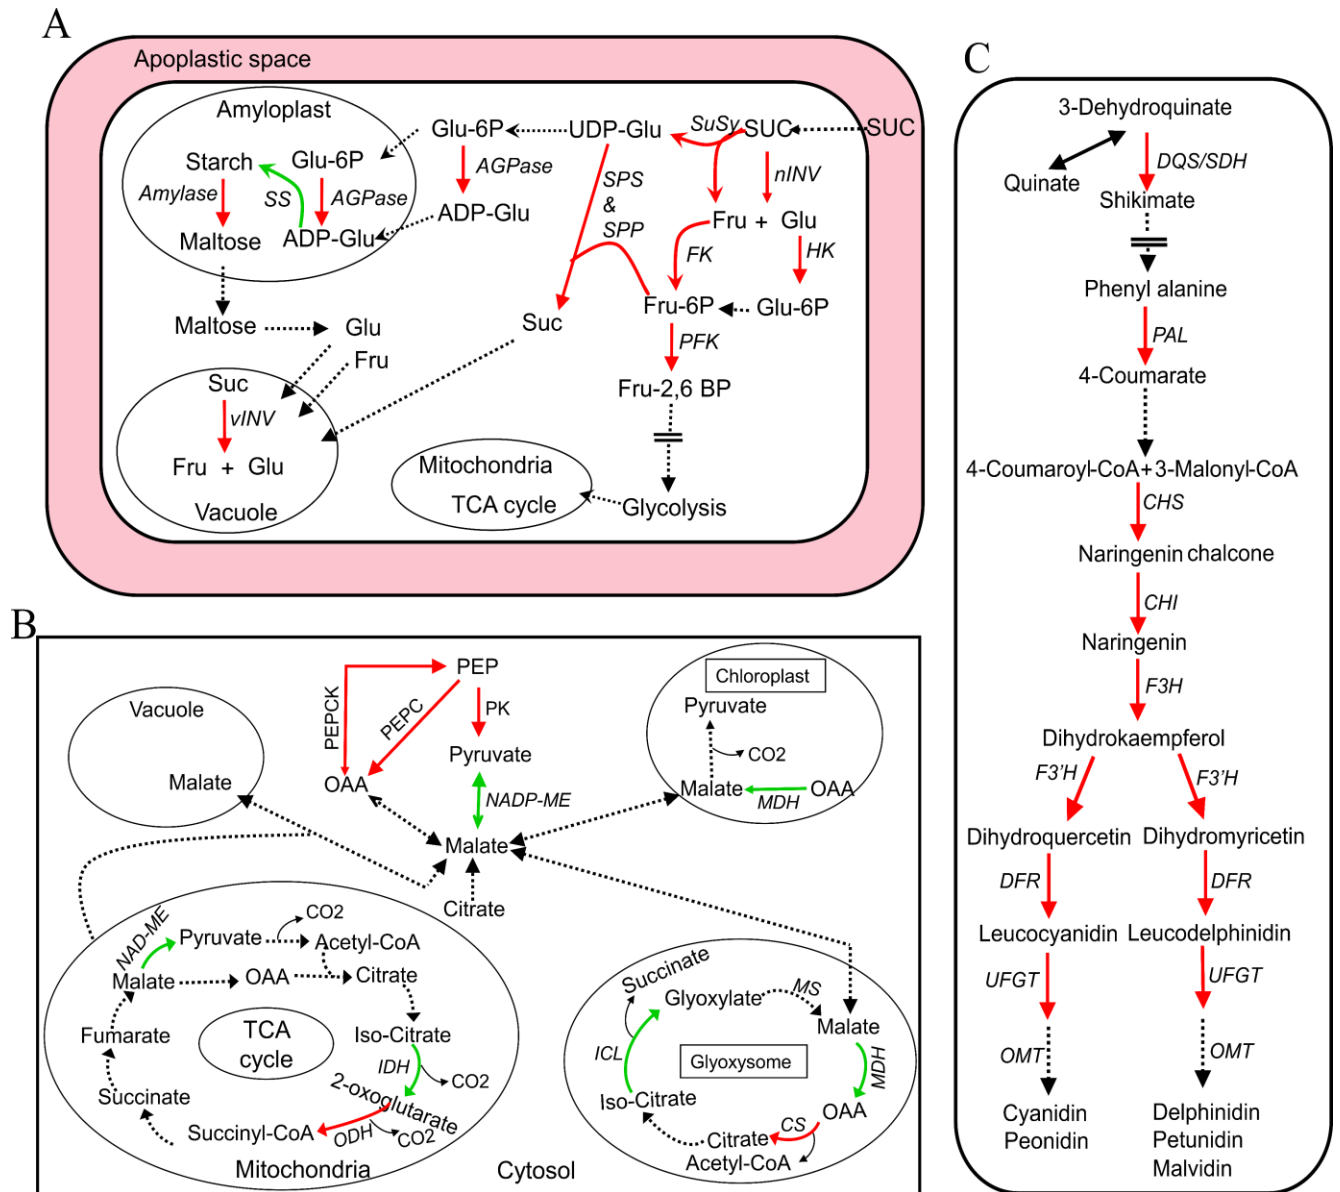 A
Apoplastic space
Amyloplast
Starch
Glu-6P
Amylase
SS
AGPase
Maltose
ADP-Glu
Glu-6P
UDP-Glu
SuSy
SUC
SUC
AGPase
SPS
&
SPP
nINV
ADP-Glu
Fru + Glu
FK
HK
Maltose
Glu
Fru
Suc
Fru-6P
Glu-6P
PFK
Suc
vINV
Fru + Glu
Vacuole
Fru-2,6 BP
Mitochondria
TCA cycle
Glycolysis
B
Vacuole
Malate
PEP
PEPCK
PEPC
PK
Pyruvate
OAA
NADP-ME
Malate
Citrate
Chloroplast
Pyruvate
CO2
Malate
MDH
OAA
NAD-ME
Pyruvate
CO2
Acetyl-CoA
Malate
OAA
Citrate
Fumarate
TCA
cycle
Iso-Citrate
IDH
CO2
2-oxoglutarate
Succinate
Succinyl-CoA
ODH
CO2
Mitochondria
Cytosol
Succinate
Glyoxylate
MS
Malate
ICL
Glyoxysome
MDH
Iso-Citrate
OAA
CS
Citrate
Acetyl-CoA
C
3-Dehydroquinate
DQS/SDH
Quinate
Shikimate
Phenyl alanine
PAL
4-Coumarate
4-Coumaroyl-CoA+3-Malonyl-CoA
CHS
Naringenin chalcone
CHI
Naringenin
F3H
Dihydrokaempferol
F3'H
F3'H
Dihydroquercetin
Dihydromyricetin
DFR
DFR
Leucocyanidin
Leucodelphinidin
UFGT
UFGT
OMT
OMT
Cyanidin
Peonidin
Delphinidin
Petunidin
Malvidin